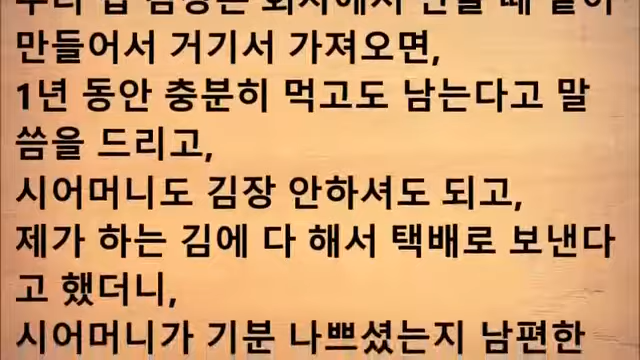 만들어서 거기서 가져오면,
1년 동안 충분히 먹고도 남는다고 말
씀을 드리고,
시어머니도 김장 안하셔도 되고,
제가 하는 김에 다 해서 택배로 보낸다
고 했더니,
시어머니가 기분 나쁘셨는지 남편한